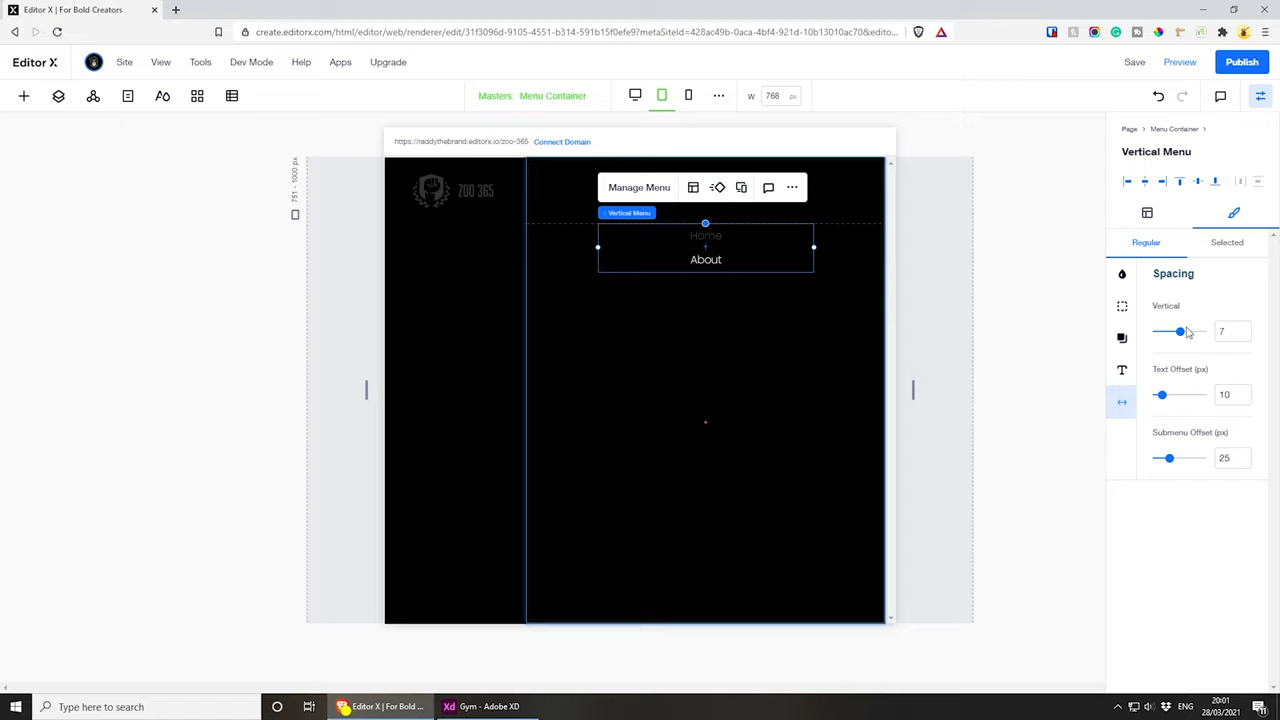 Editor X | For Bold Creators
create.editorx.com/html/editor/web/renderer/edit/31f3096d-9105-4551-b314-591b15f0efe9?metaSiteId=428ac49b-0aca-4bf4-921d-10b13010ac70&edito...
Editor X
Site
View
Tools
Dev Mode
Help
Apps
Upgrade
Save
Preview
Publish
Masters: Menu Container
W 768 px
https://raddythebrand.editorx.io/zoo-365 Connect Domain
751 - 1000 px
ZOO 365
Manage Menu
Vertical Menu
Home
About
Page > Menu Container >
Vertical Menu
Regular
Selected
Spacing
Vertical
7
Text Offset (px)
10
Submenu Offset (px)
25
Type here to search
Editor X | For Bold ...
Xd Gym - Adobe XD
ENG
20:01
28/03/2021